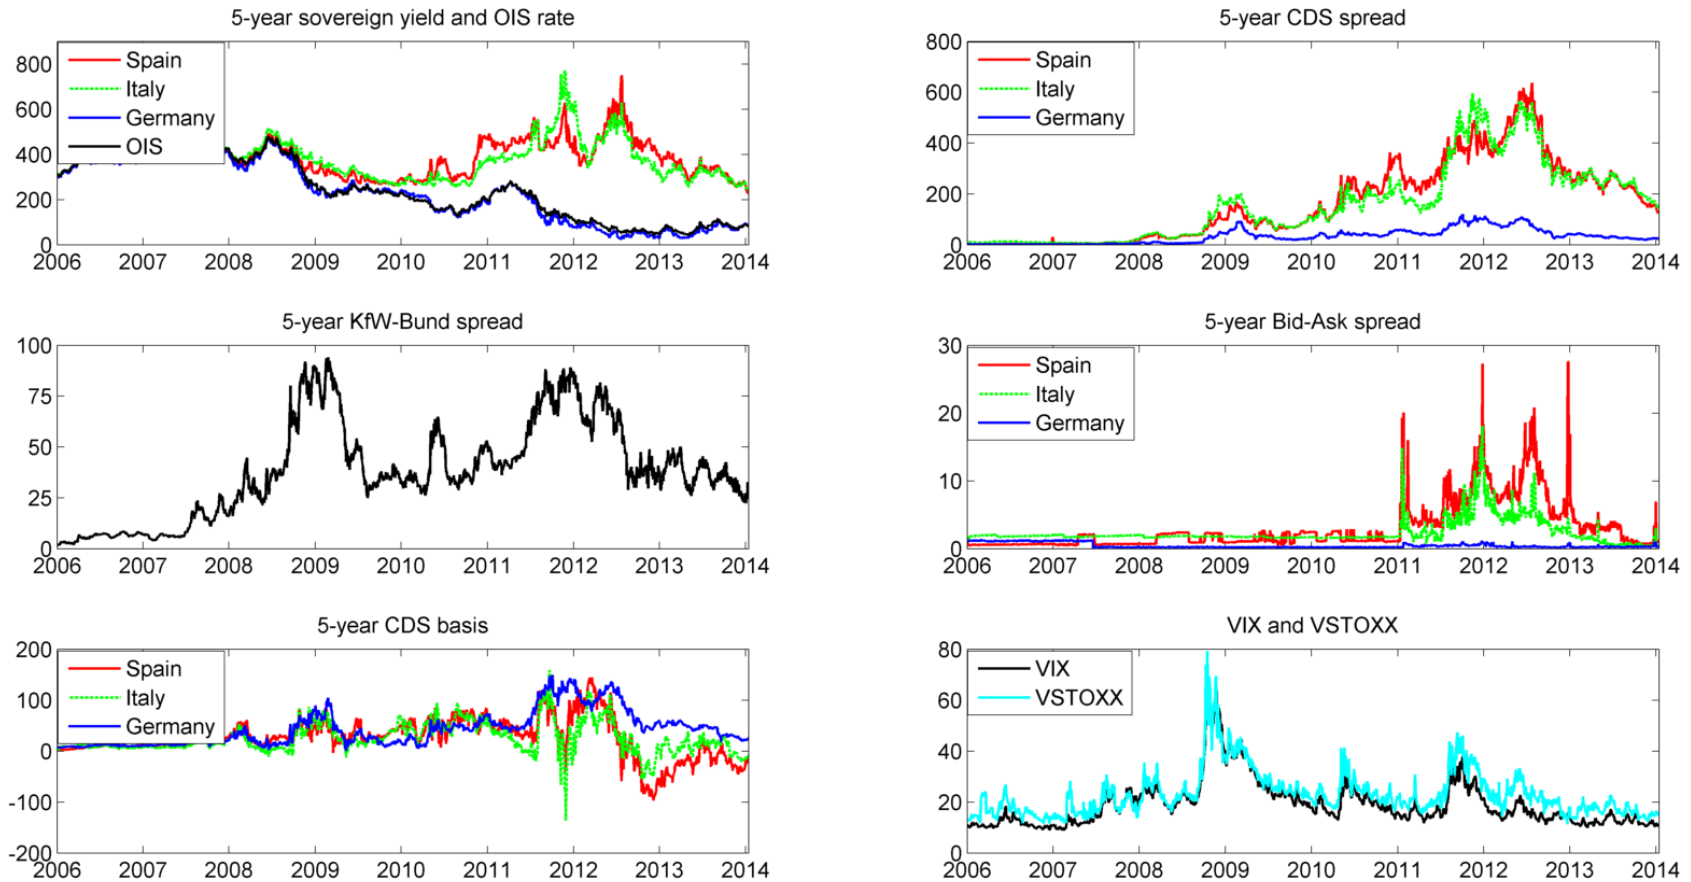 5-year sovereign yield and OIS rate
800
600
400
200
0
Spain
Italy
Germany
OIS
2006 2007 2008 2009 2010 2011 2012 2013 2014
5-year CDS spread
800
600
400
200
0
Spain
Italy
Germany
2006 2007 2008 2009 2010 2011 2012 2013 2014
5-year KfW-Bund spread
100
75
50
25
0
2006 2007 2008 2009 2010 2011 2012 2013 2014
5-year Bid-Ask spread
30
20
10
0
Spain
Italy
Germany
2006 2007 2008 2009 2010 2011 2012 2013 2014
5-year CDS basis
200
100
0
-100
-200
Spain
Italy
Germany
2006 2007 2008 2009 2010 2011 2012 2013 2014
VIX and VSTOXX
80
60
40
20
0
VIX
VSTOXX
2006 2007 2008 2009 2010 2011 2012 2013 2014